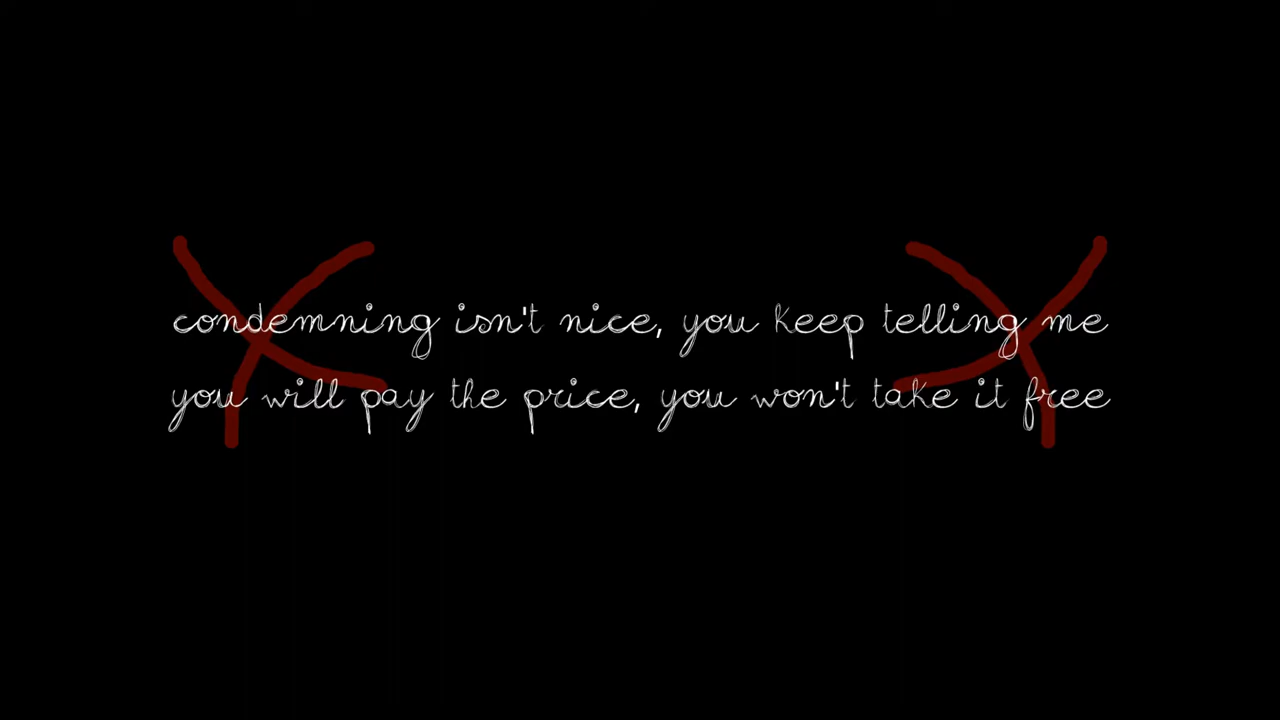 condemning isn't nice, you keep telling me
you will pay the price, you won't take it free